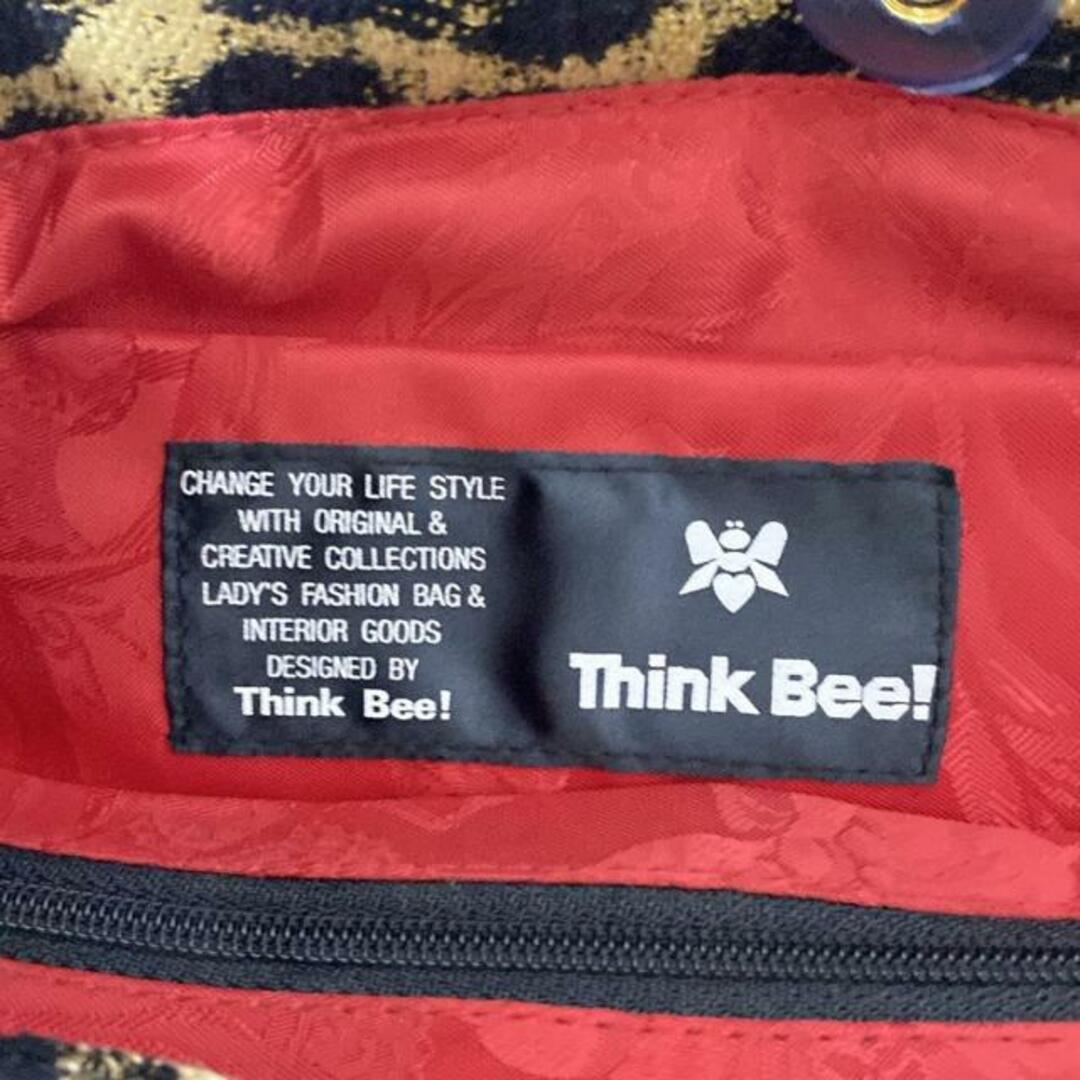 CHANGE YOUR LIFE STYLE
WITH ORIGINAL &
CREATIVE COLLECTIONS
LADY'S FASHION BAG &
INTERIOR GOODS
DESIGNED BY
Think Bee!
Think Bee!